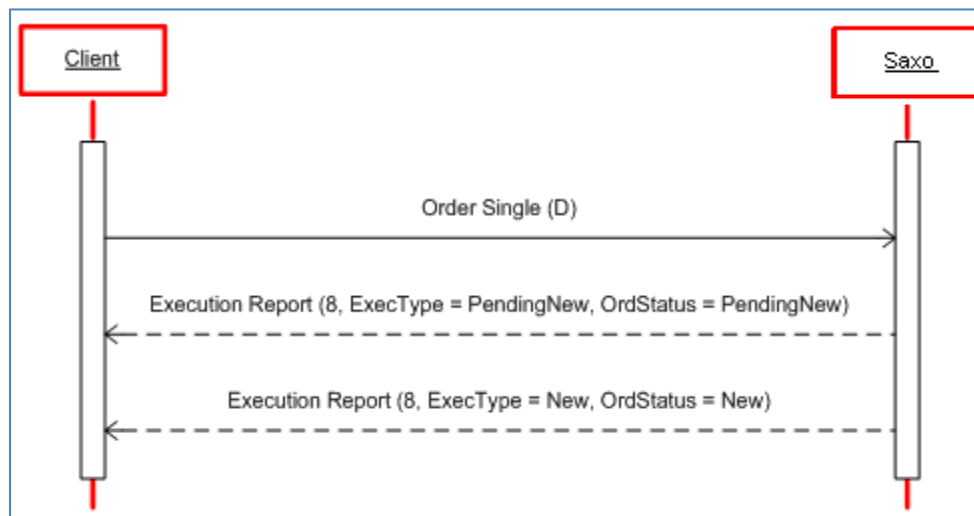 Client
Saxo
Order Single (D)
Execution Report (8, ExecType = PendingNew, OrdStatus = PendingNew)
Execution Report (8, ExecType = New, OrdStatus = New)